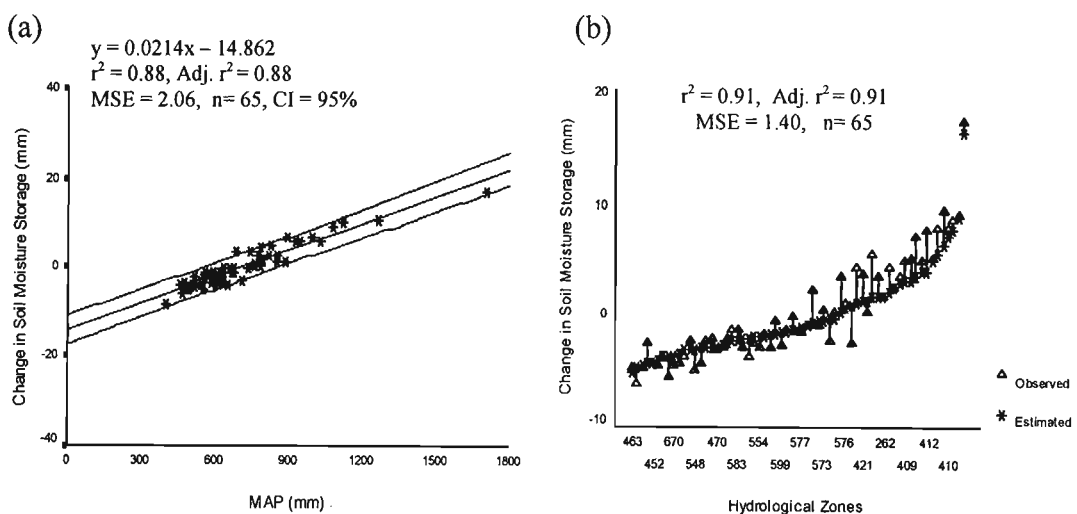 (a)
y = 0.0214x – 14.862
r² = 0.88, Adj. r² = 0.88
MSE = 2.06, n= 65, CI = 95%
Change in Soil Moisture Storage (mm)
40
20
0
-20
-40
0 300 600 900 1200 1500 1800
MAP (mm)
(b)
r² = 0.91, Adj. r² = 0.91
MSE = 1.40, n= 65
Change in Soil Moisture Storage (mm)
20
10
0
-10
463 670 470 554 577 576 262 412
452 548 583 599 573 421 409 410
Hydrological Zones
Observed
Estimated